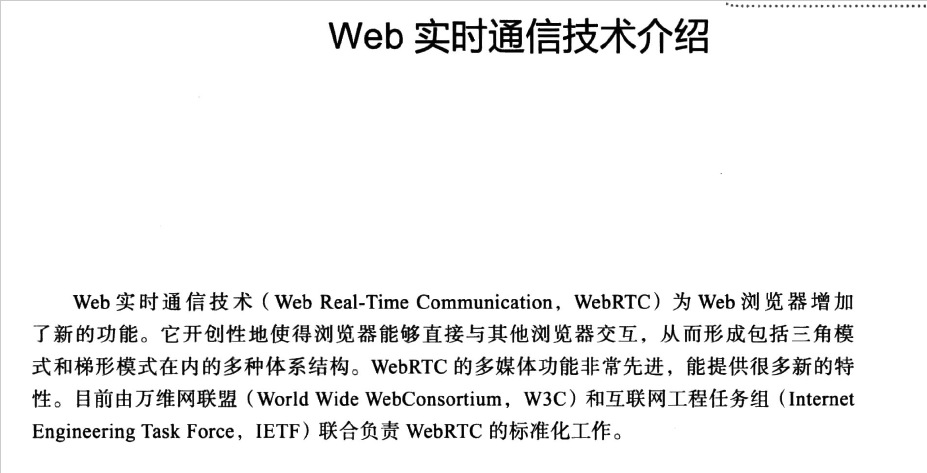 Web 实时通信技术介绍
Web 实时通信技术（Web Real-Time Communication，WebRTC）为 Web 浏览器增加
了新的功能。它开创性地使得浏览器能够直接与其他浏览器交互，从而形成包括三角模
式和梯形模式在内的多种体系结构。WebRTC 的多媒体功能非常先进，能提供很多新的特
性。目前由万维网联盟（World Wide WebConsortium，W3C）和互联网工程任务组（Internet
Engineering Task Force，IETF）联合负责 WebRTC 的标准化工作。